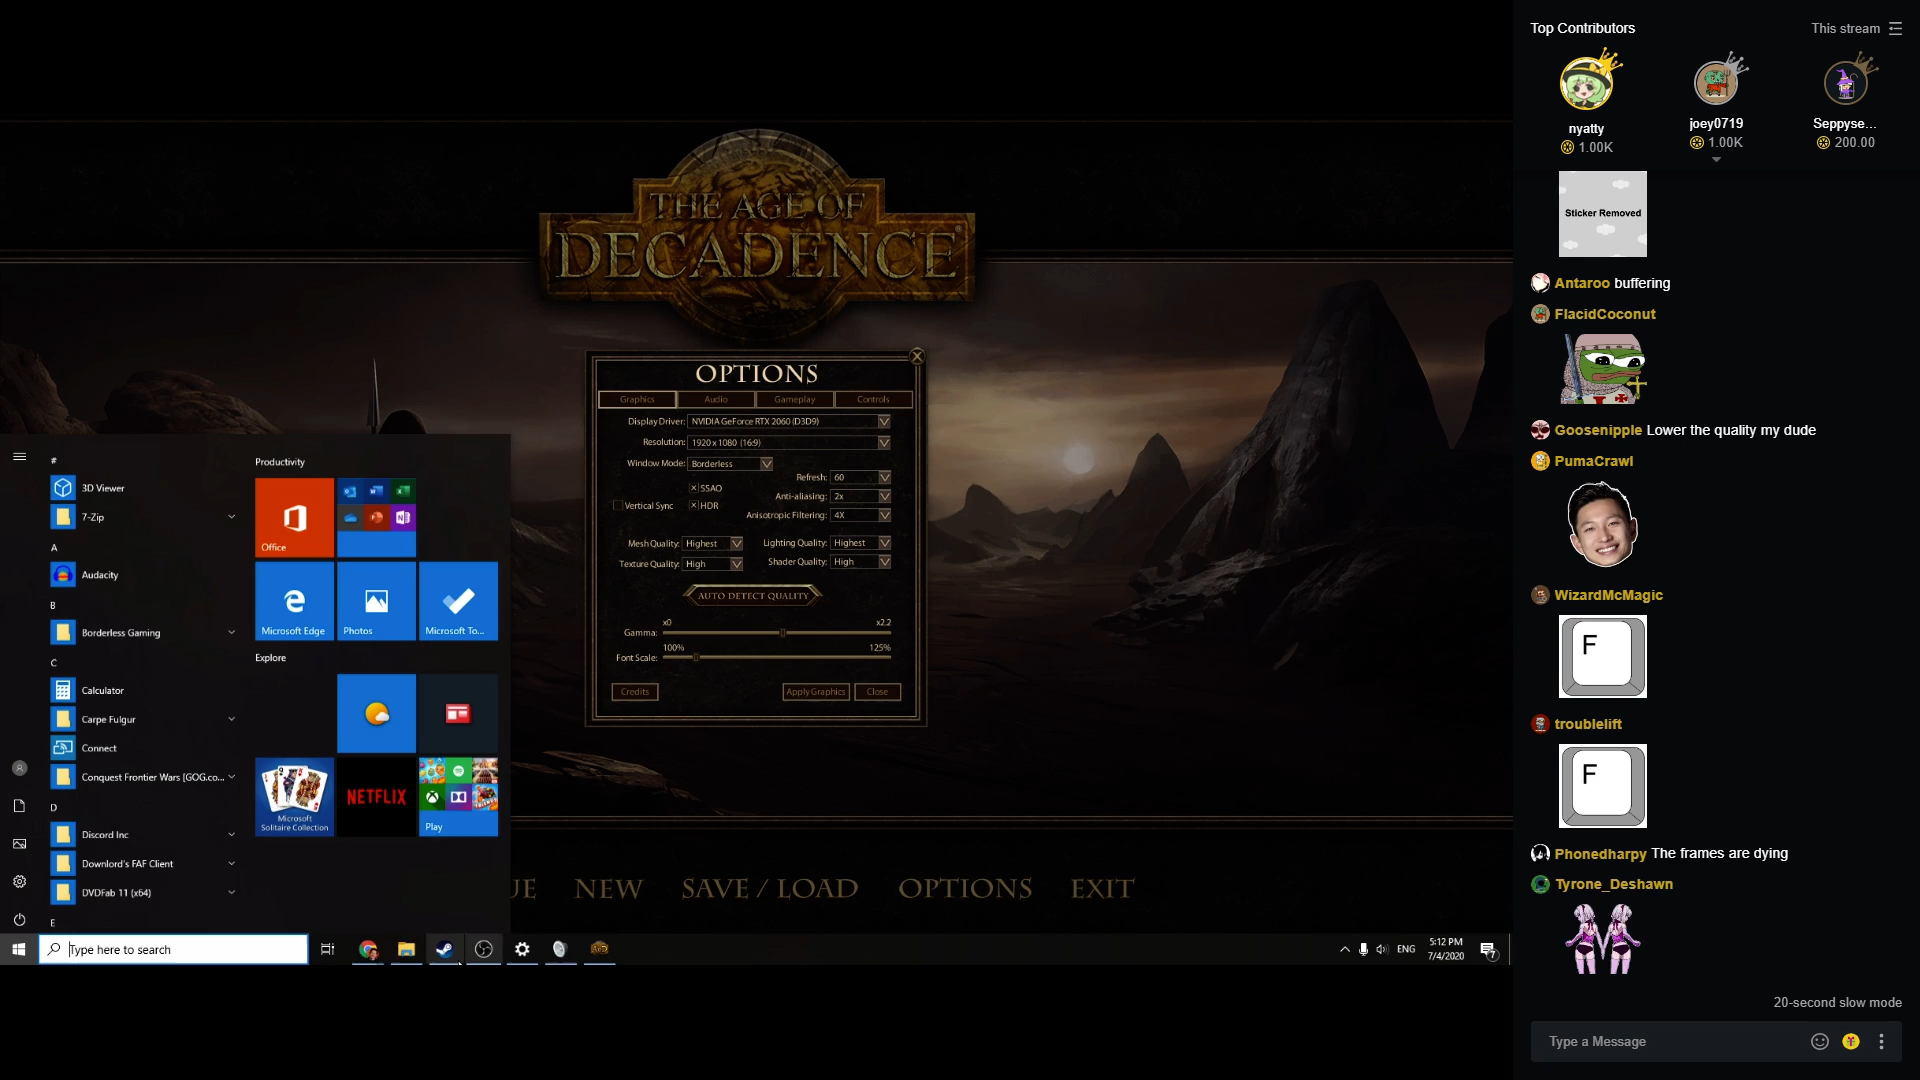 THE AGE OF
DECADENCE
®
OPTIONS
Graphics Audio Gameplay Controls
Display Driver: NVIDIA GeForce RTX 2060 (D3D9)
Resolution: 1920 x 1080 (16:9)
Window Mode: Borderless
Refresh: 60
SSAO
Anti-aliasing: 2x
Vertical Sync HDR
Anisotropic Filtering: 4X
Mesh Quality: Highest Lighting Quality: Highest
Texture Quality: High Shader Quality: High
AUTO DETECT QUALITY
x0 x2.2
Gamma:
100% 125%
Font Scale:
Credits Apply Graphics Close
UE NEW SAVE / LOAD OPTIONS EXIT
#
3D Viewer
7-Zip
A
Audacity
B
Borderless Gaming
C
Calculator
Carpe Fulgur
Connect
Conquest Frontier Wars [GOG.co...
D
Discord Inc
Downlord's FAF Client
DVDFab 11 (x64)
E
Productivity
Office
Microsoft Edge Photos Microsoft To...
Explore
Microsoft
Solitaire Collection
NETFLIX
Play
Type here to search
ENG
5:12 PM
7/4/2020
7
Top Contributors This stream
nyatty
1.00K
joey0719
1.00K
Seppyse...
200.00
Sticker Removed
Antaroo buffering
FlacidCoconut
Goosenipple Lower the quality my dude
PumaCrawl
WizardMcMagic
F
troublelift
F
Phonedharpy The frames are dying
Tyrone_Deshawn
20-second slow mode
Type a Message